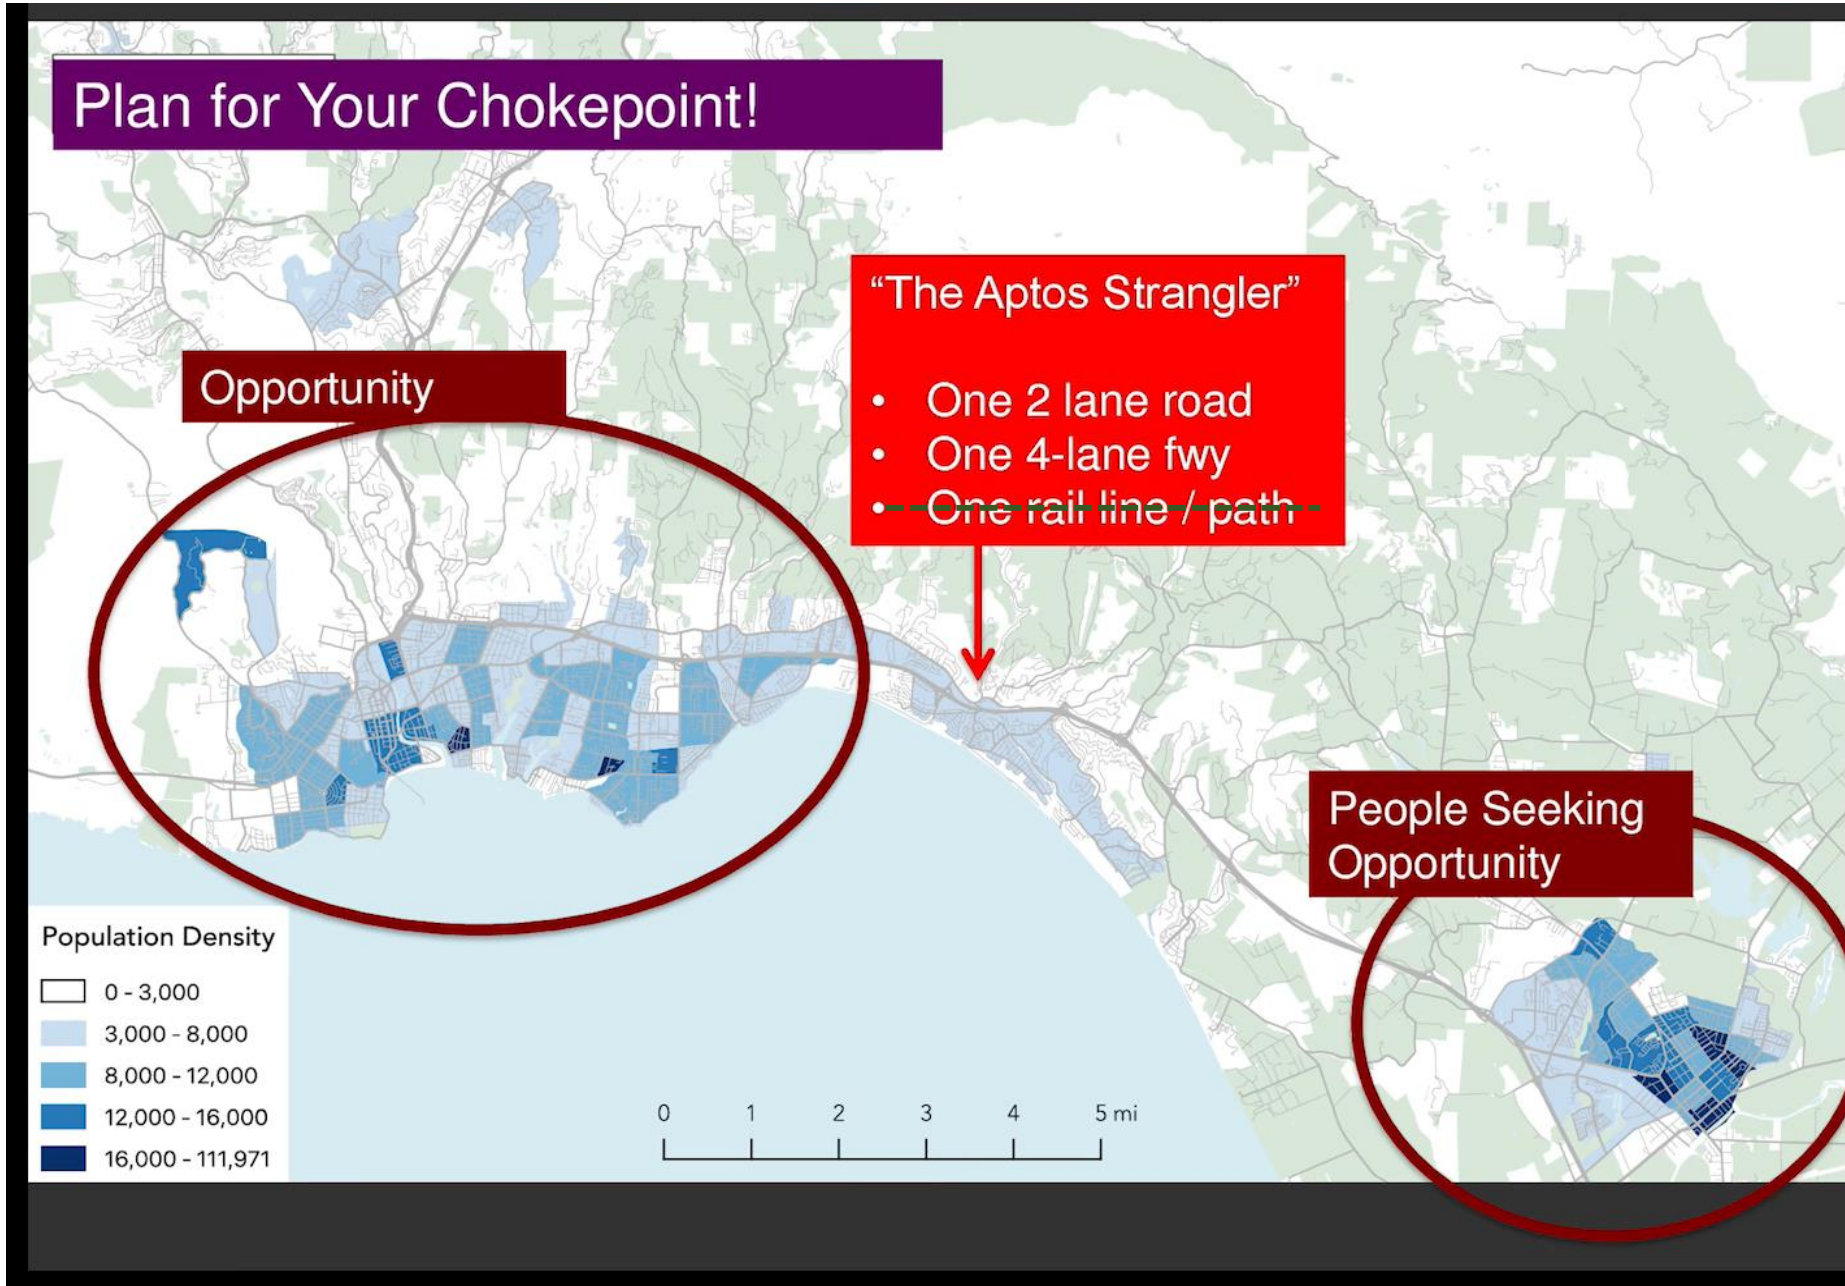 Plan for Your Chokepoint!
“The Aptos Strangler”
• One 2 lane road
• One 4-lane fwy
• One rail line / path
Opportunity
People Seeking
Opportunity
Population Density
0 - 3,000
3,000 - 8,000
8,000 - 12,000
12,000 - 16,000
16,000 - 111,971
0 1 2 3 4 5 mi